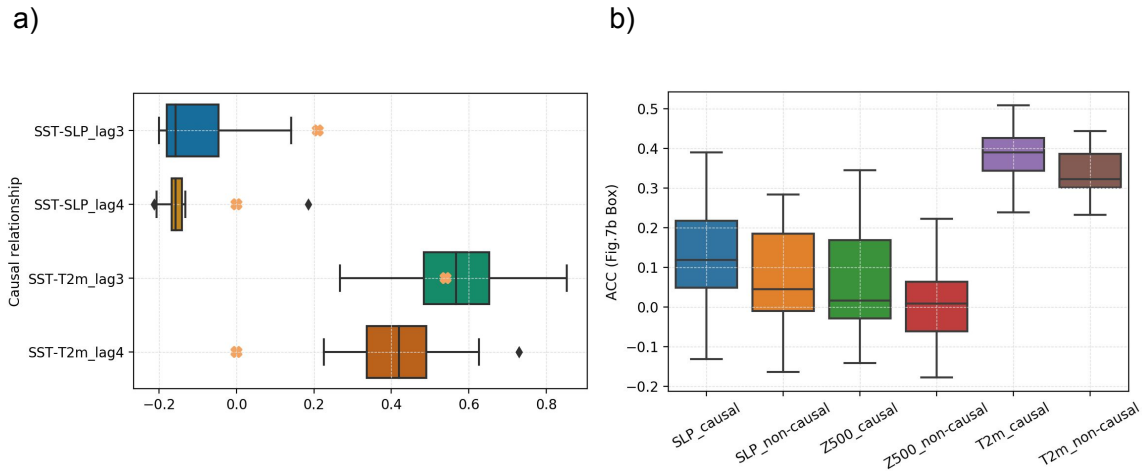 a)
b)
Causal relationship
SST-SLP_lag3
SST-SLP_lag4
SST-T2m_lag3
SST-T2m_lag4
−0.2 0.0 0.2 0.4 0.6 0.8
ACC (Fig.7b Box)
0.5
0.4
0.3
0.2
0.1
0.0
−0.1
−0.2
SLP_causal
SLP_non-causal
Z500_causal
Z500_non-causal
T2m_causal
T2m_non-causal